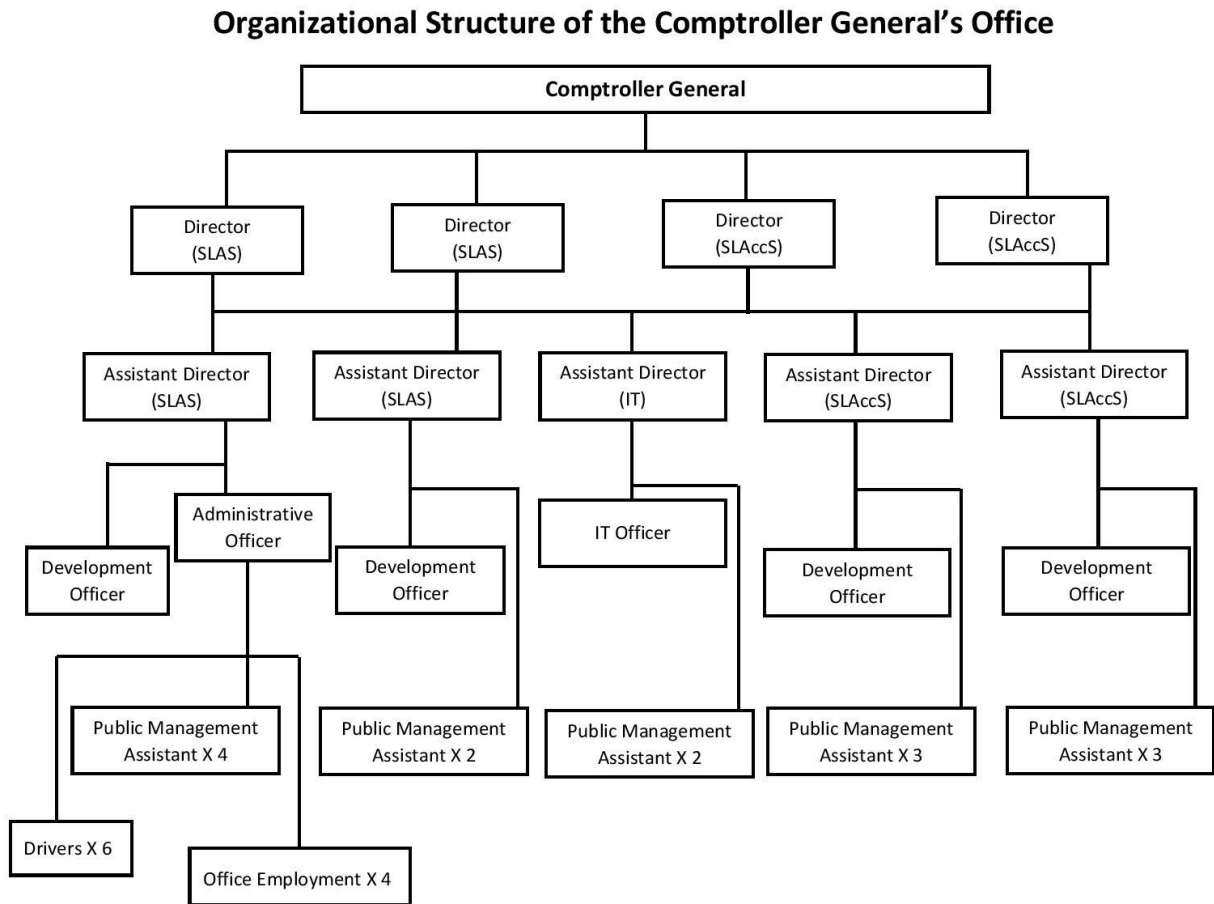 Organizational Structure of the Comptroller General’s Office
Comptroller General
Director
(SLAS)
Director
(SLAS)
Director
(SLAccS)
Director
(SLAccS)
Assistant Director
(SLAS)
Assistant Director
(SLAS)
Assistant Director
(IT)
Assistant Director
(SLAccS)
Assistant Director
(SLAccS)
Administrative
Officer
Development
Officer
Development
Officer
IT Officer
Development
Officer
Development
Officer
Public Management
Assistant X 4
Public Management
Assistant X 2
Public Management
Assistant X 2
Public Management
Assistant X 3
Public Management
Assistant X 3
Drivers X 6
Office Employment X 4